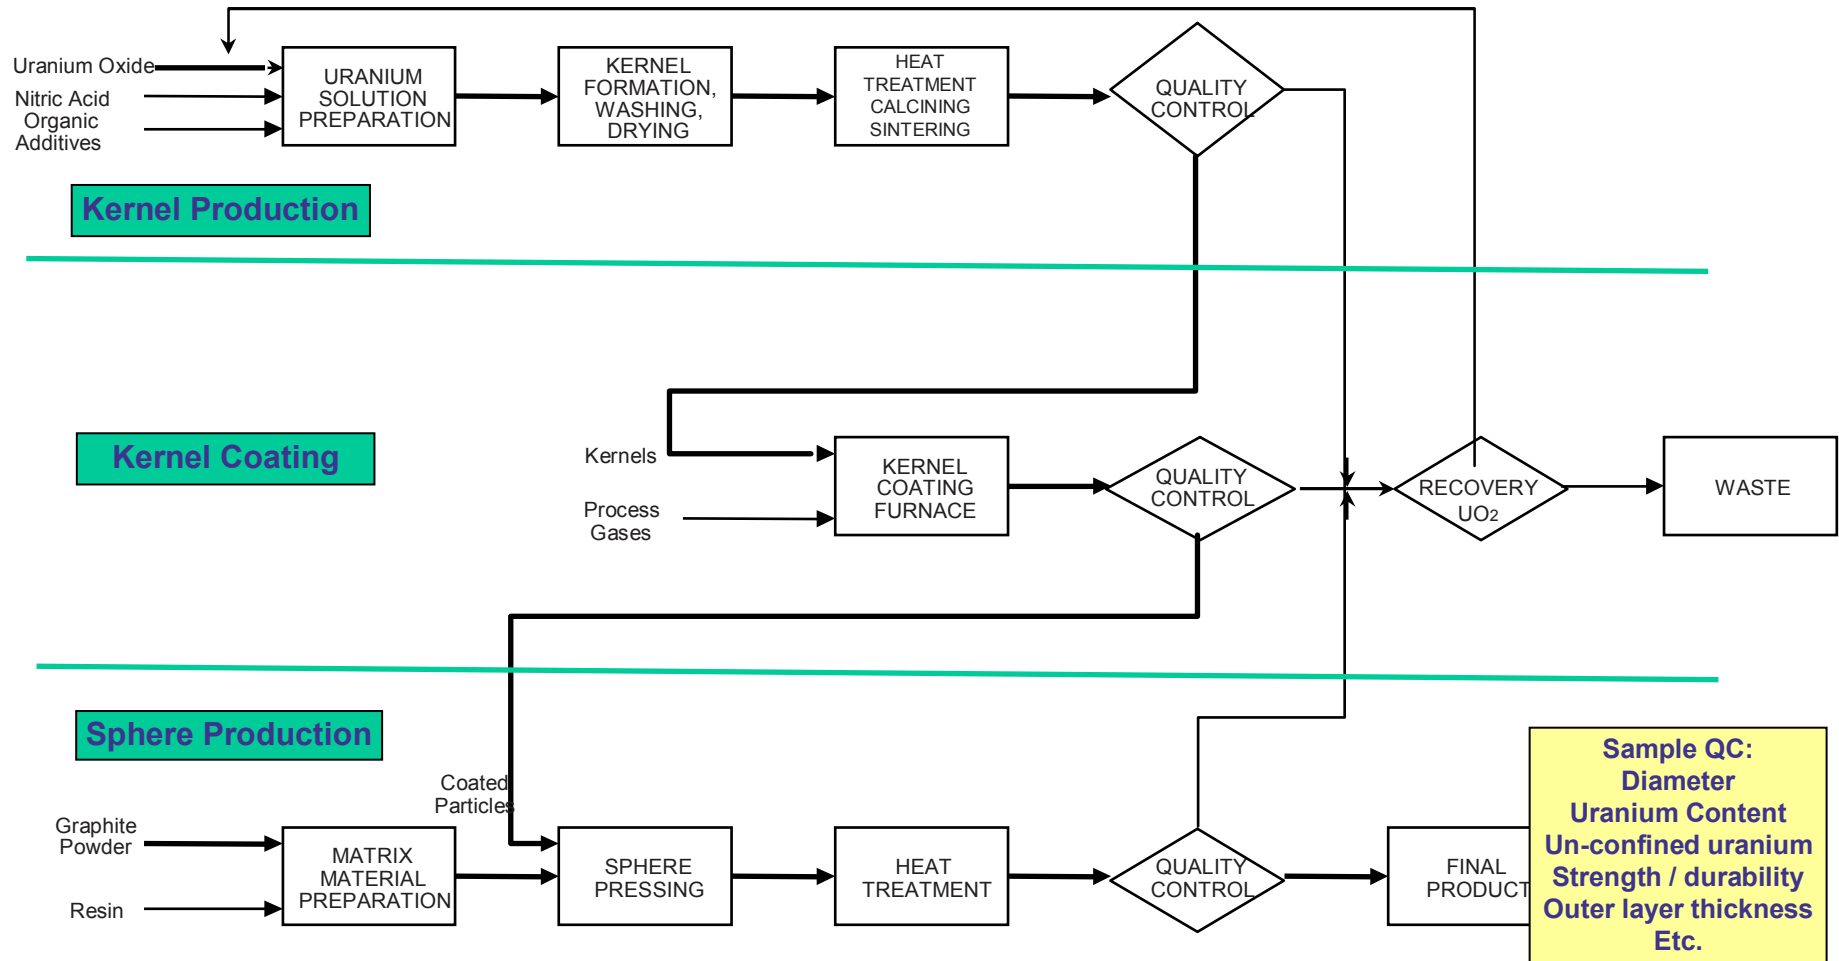 Uranium Oxide
Nitric Acid
Organic
Additives
URANIUM
SOLUTION
PREPARATION
KERNEL
FORMATION,
WASHING,
DRYING
HEAT
TREATMENT
CALCINING
SINTERING
QUALITY
CONTROL
Kernel Production
Kernel Coating
Kernels
Process
Gases
KERNEL
COATING
FURNACE
QUALITY
CONTROL
RECOVERY
UO2
WASTE
Sphere Production
Coated
Particles
Graphite
Powder
Resin
MATRIX
MATERIAL
PREPARATION
SPHERE
PRESSING
HEAT
TREATMENT
QUALITY
CONTROL
FINAL
PRODUCT
Sample QC:
Diameter
Uranium Content
Un-confined uranium
Strength / durability
Outer layer thickness
Etc.